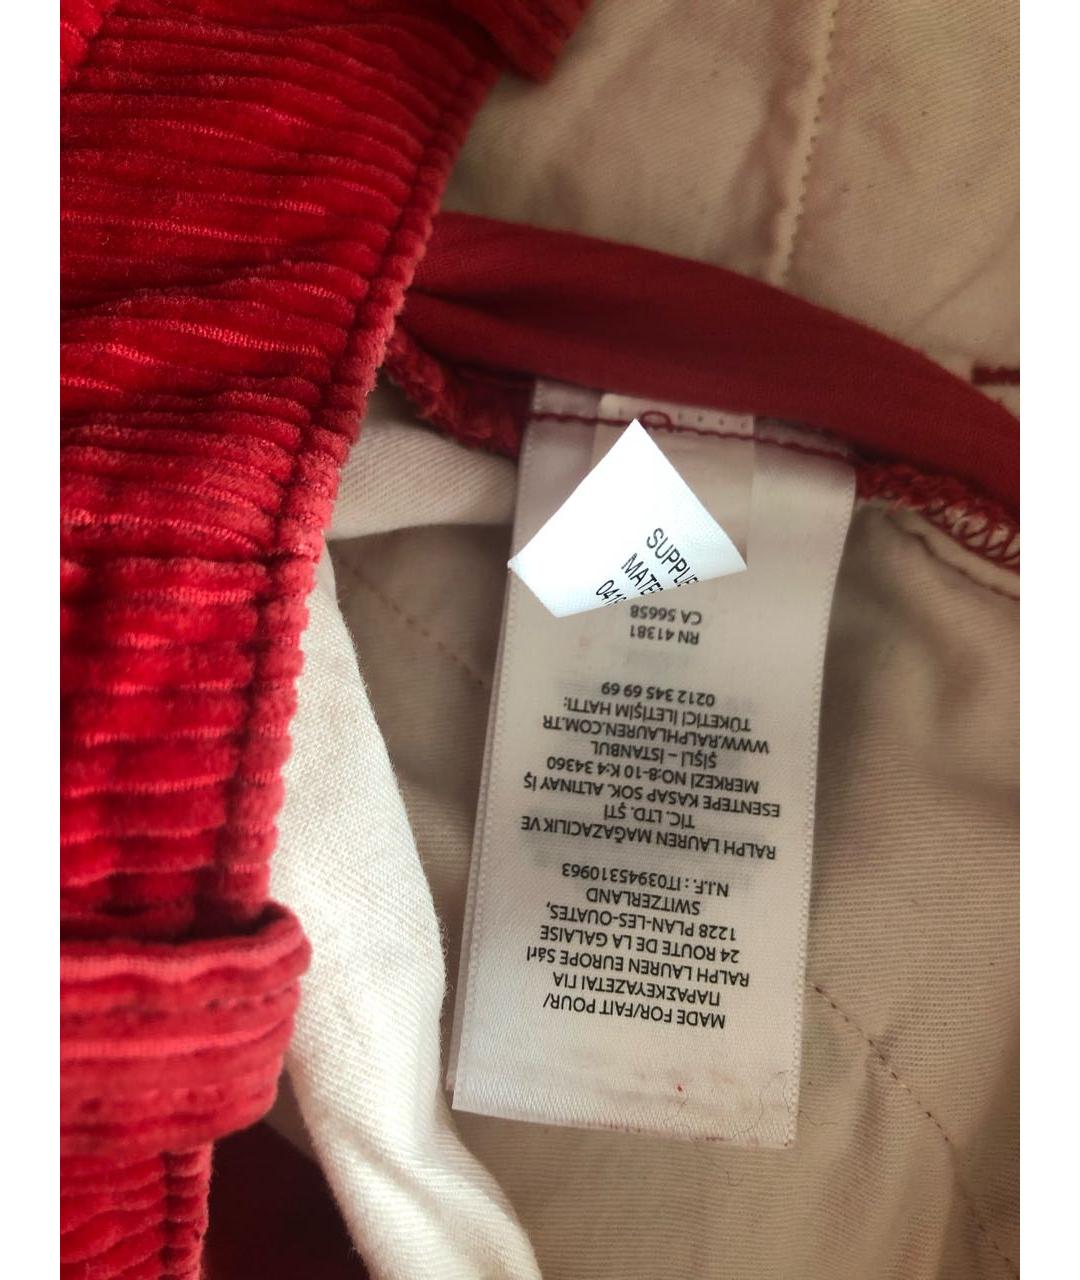 MADE FOR/FAIT POUR/
ΠΑΡΑΣΚΕΥΑΖΕΤΑΙ ΓΙΑ
RALPH LAUREN EUROPE Sárl
24 ROUTE DE LA GALAISE
1228 PLAN-LES-OUATES,
SWITZERLAND
N.I.F. : IT03945310963
RALPH LAUREN MAĞAZACILIK VE
TİC. LTD. ŞTİ
ESENTEPE KASAP SOK. ALTINAY İŞ
MERKEZİ NO:8-10 K:4 34360
ŞİŞLİ – İSTANBUL
WWW.RALPHLAUREN.COM.TR
TÜKETİCİ İLETİŞİM HATTI:
0212 345 69 69
RN 41381
CA 56658